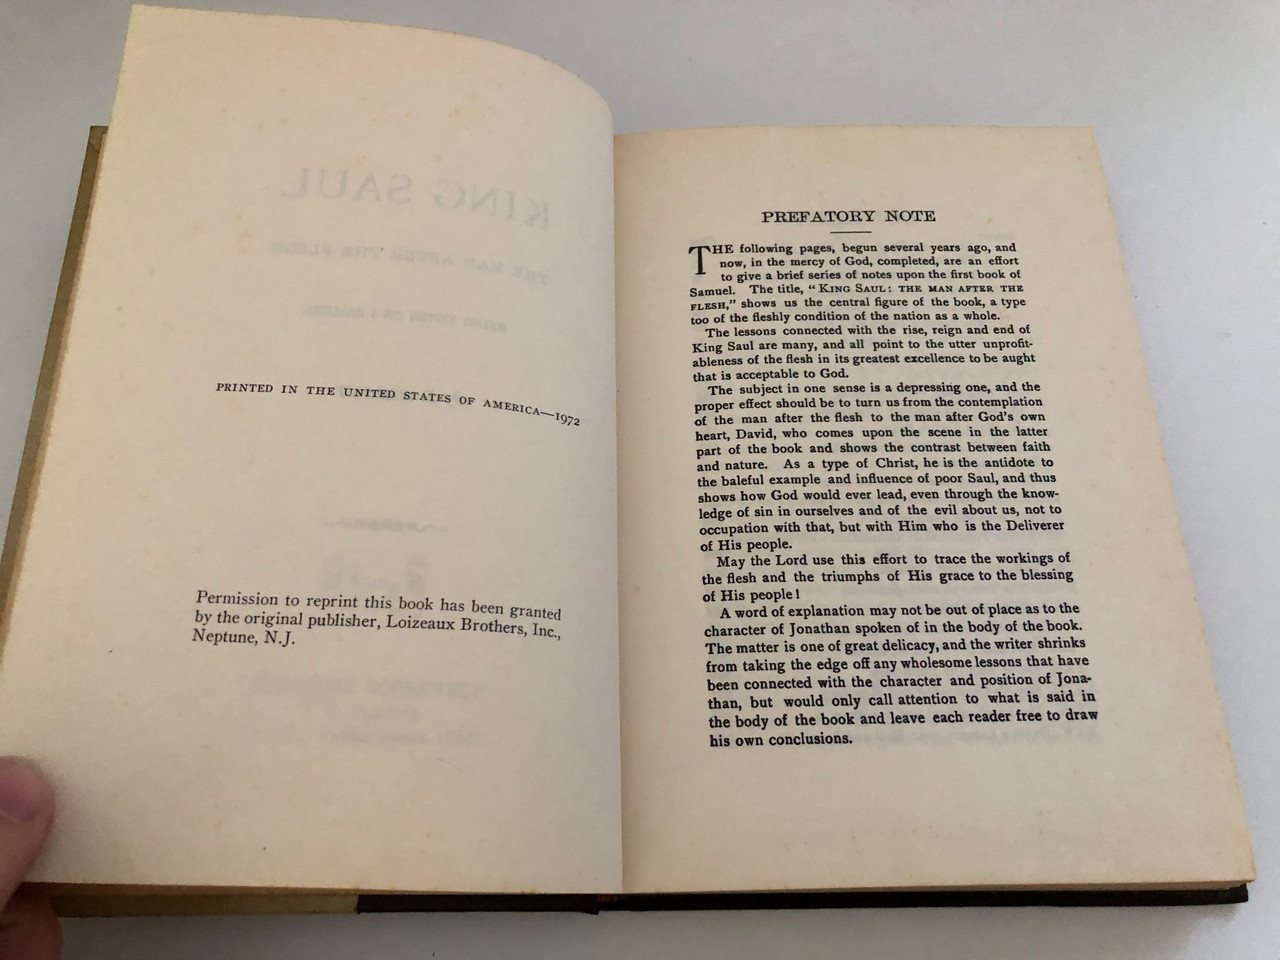 PRINTED IN THE UNITED STATES OF AMERICA—1972
Permission to reprint this book has been granted
by the original publisher, Loizeaux Brothers, Inc.,
Neptune, N.J.
PREFATORY NOTE
THE following pages, begun several years ago, and
now, in the mercy of God, completed, are an effort
to give a brief series of notes upon the first book of
Samuel. The title, "KING SAUL: THE MAN AFTER THE
FLESH," shows us the central figure of the book, a type
too of the fleshly condition of the nation as a whole.
The lessons connected with the rise, reign and end of
King Saul are many, and all point to the utter unprofit-
ableness of the flesh in its greatest excellence to be aught
that is acceptable to God.
The subject in one sense is a depressing one, and the
proper effect should be to turn us from the contemplation
of the man after the flesh to the man after God's own
heart, David, who comes upon the scene in the latter
part of the book and shows the contrast between faith
and nature. As a type of Christ, he is the antidote to
the baleful example and influence of poor Saul, and thus
shows how God would ever lead, even through the know-
ledge of sin in ourselves and of the evil about us, not to
occupation with that, but with Him who is the Deliverer
of His people.
May the Lord use this effort to trace the workings of
the flesh and the triumphs of His grace to the blessing
of His people!
A word of explanation may not be out of place as to the
character of Jonathan spoken of in the body of the book.
The matter is one of great delicacy, and the writer shrinks
from taking the edge off any wholesome lessons that have
been connected with the character and position of Jona-
than, but would only call attention to what is said in
the body of the book and leave each reader free to draw
his own conclusions.